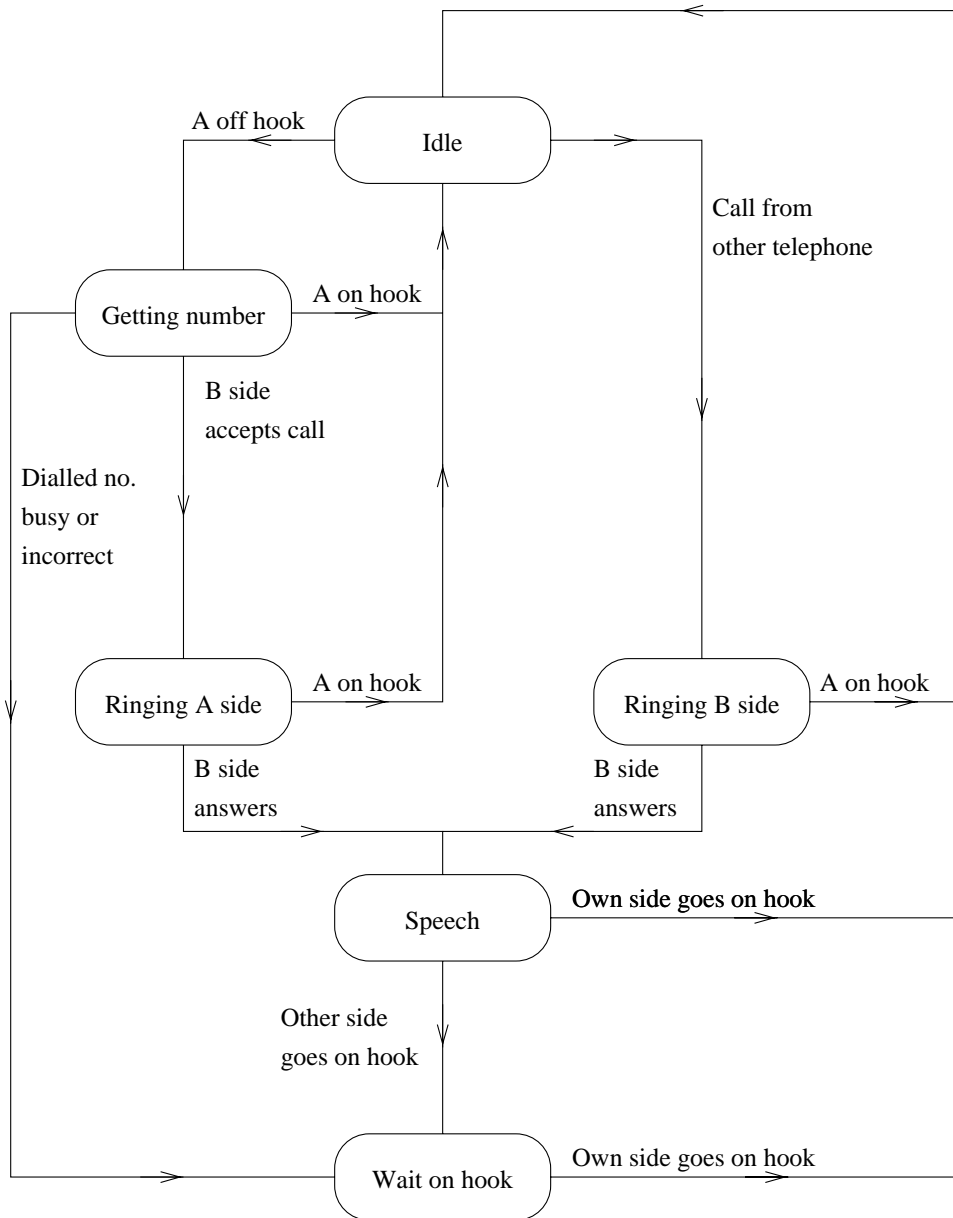 A off hook
Idle
Call from
other telephone
Getting number
A on hook
B side
accepts call
Dialled no.
busy or
incorrect
Ringing A side
A on hook
Ringing B side
A on hook
B side
answers
B side
answers
Speech
Own side goes on hook
Other side
goes on hook
Wait on hook
Own side goes on hook